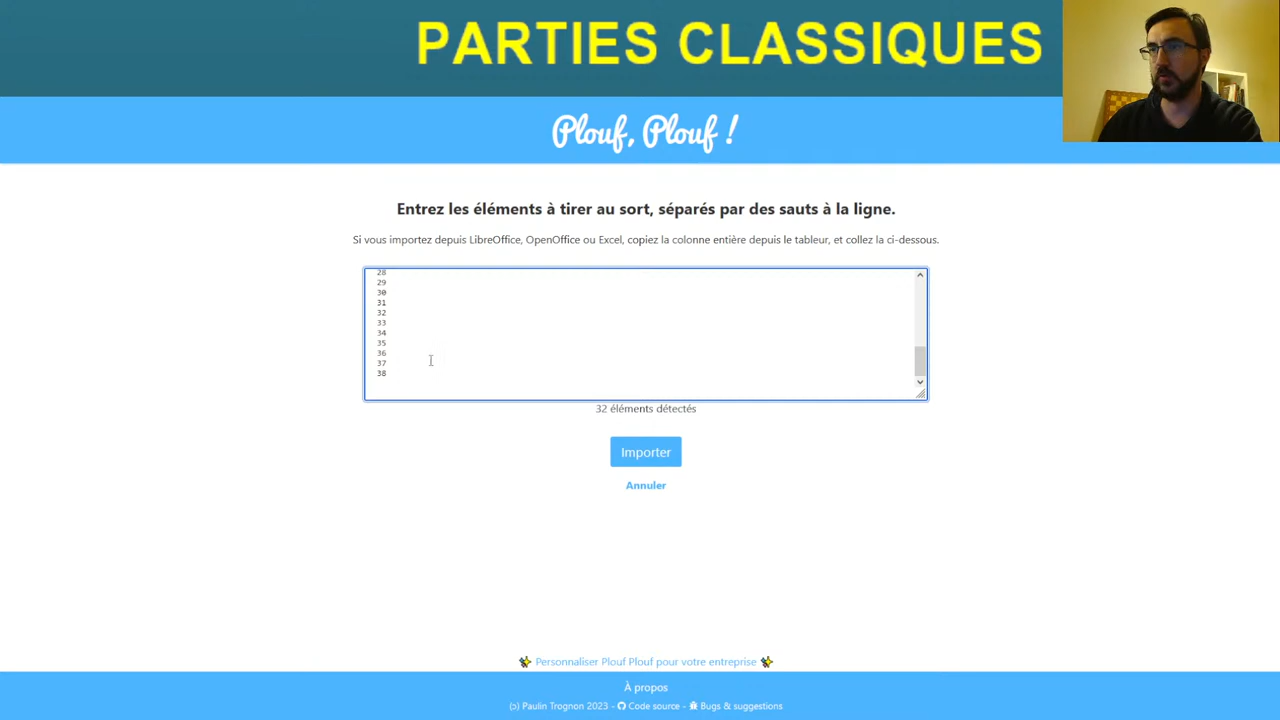 PARTIES CLASSIQUES
Plouf, Plouf !
Entrez les éléments à tirer au sort, séparés par des sauts à la ligne.
Si vous importez depuis LibreOffice, OpenOffice ou Excel, copiez la colonne entière depuis le tableur, et collez la ci-dessous.
28
29
30
31
32
33
34
35
36
37
38
32 éléments détectés
Importer
Annuler
Personnaliser Plouf Plouf pour votre entreprise
À propos
(ɔ) Paulin Trognon 2023 - Code source - Bugs & suggestions